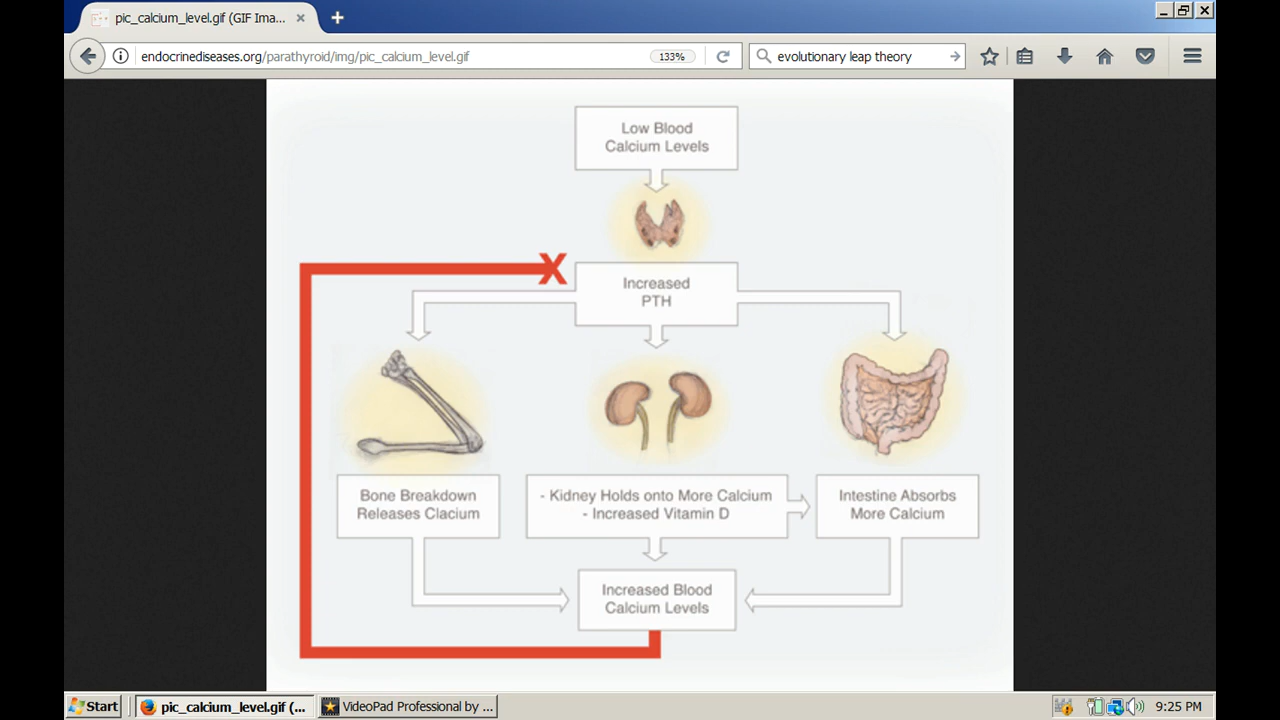 pic_calcium_level.gif (GIF Ima...
endocrinediseases.org/parathyroid/img/pic_calcium_level.gif
133%
evolutionary leap theory
Low Blood
Calcium Levels
X
Increased
PTH
Bone Breakdown
Releases Clacium
- Kidney Holds onto More Calcium
- Increased Vitamin D
Intestine Absorbs
More Calcium
Increased Blood
Calcium Levels
Start
pic_calcium_level.gif (...
VideoPad Professional by ...
9:25 PM